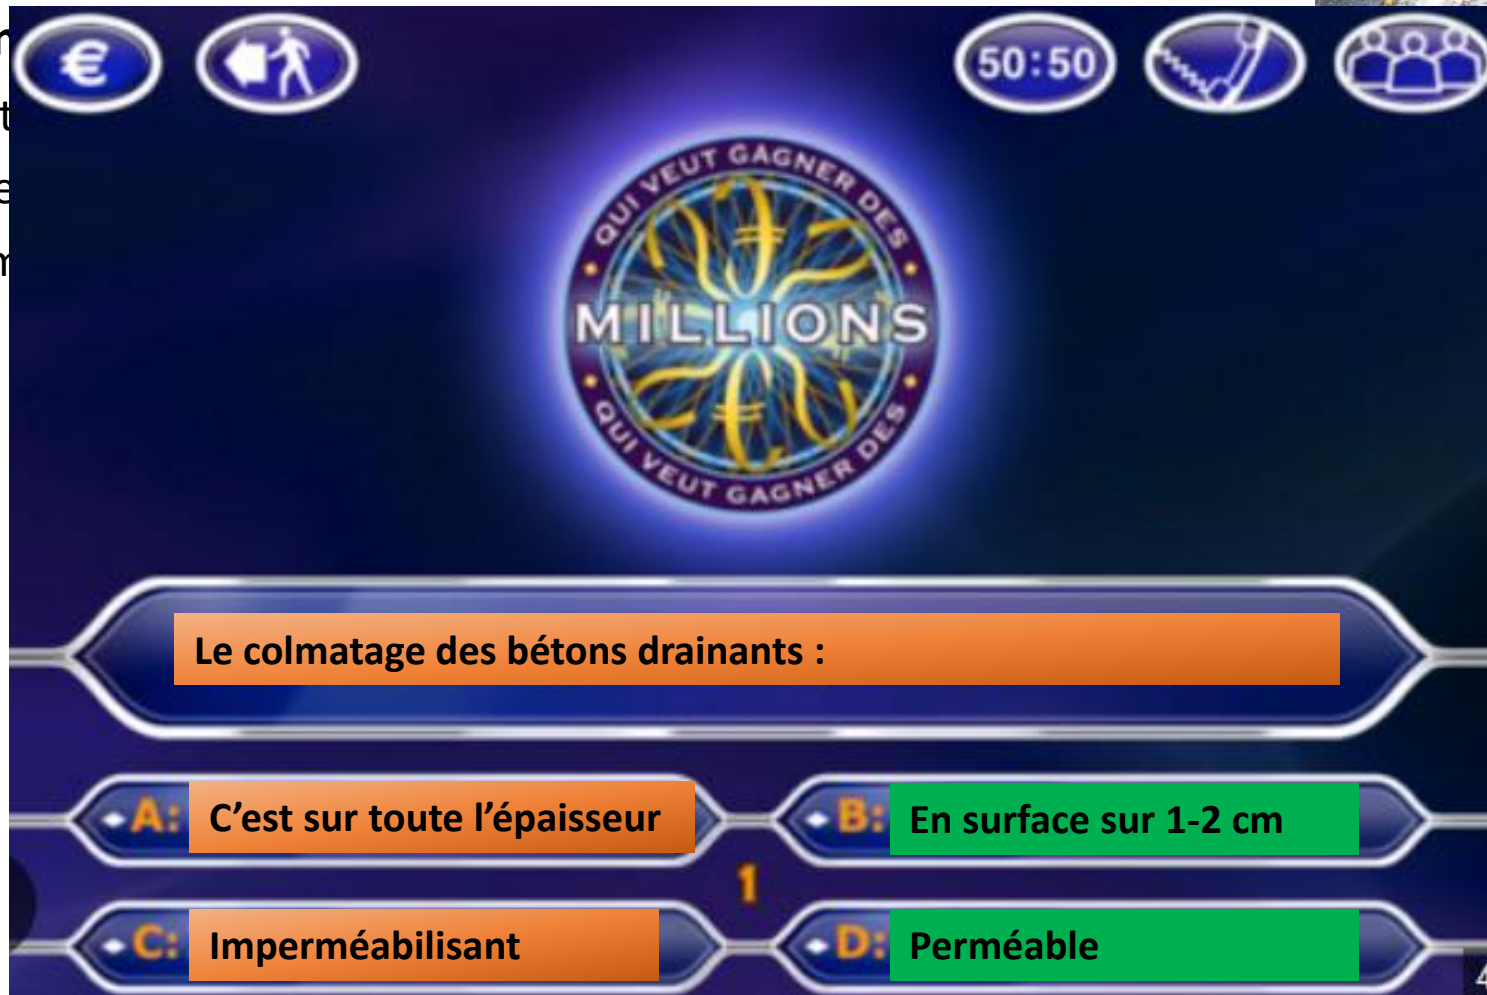 €
50:50
QUI VEUT GAGNER DES
MILLIONS
QUI VEUT GAGNER DES
Le colmatage des bétons drainants :
A: C’est sur toute l’épaisseur
B: En surface sur 1-2 cm
1
C: Imperméabilisant
D: Perméable